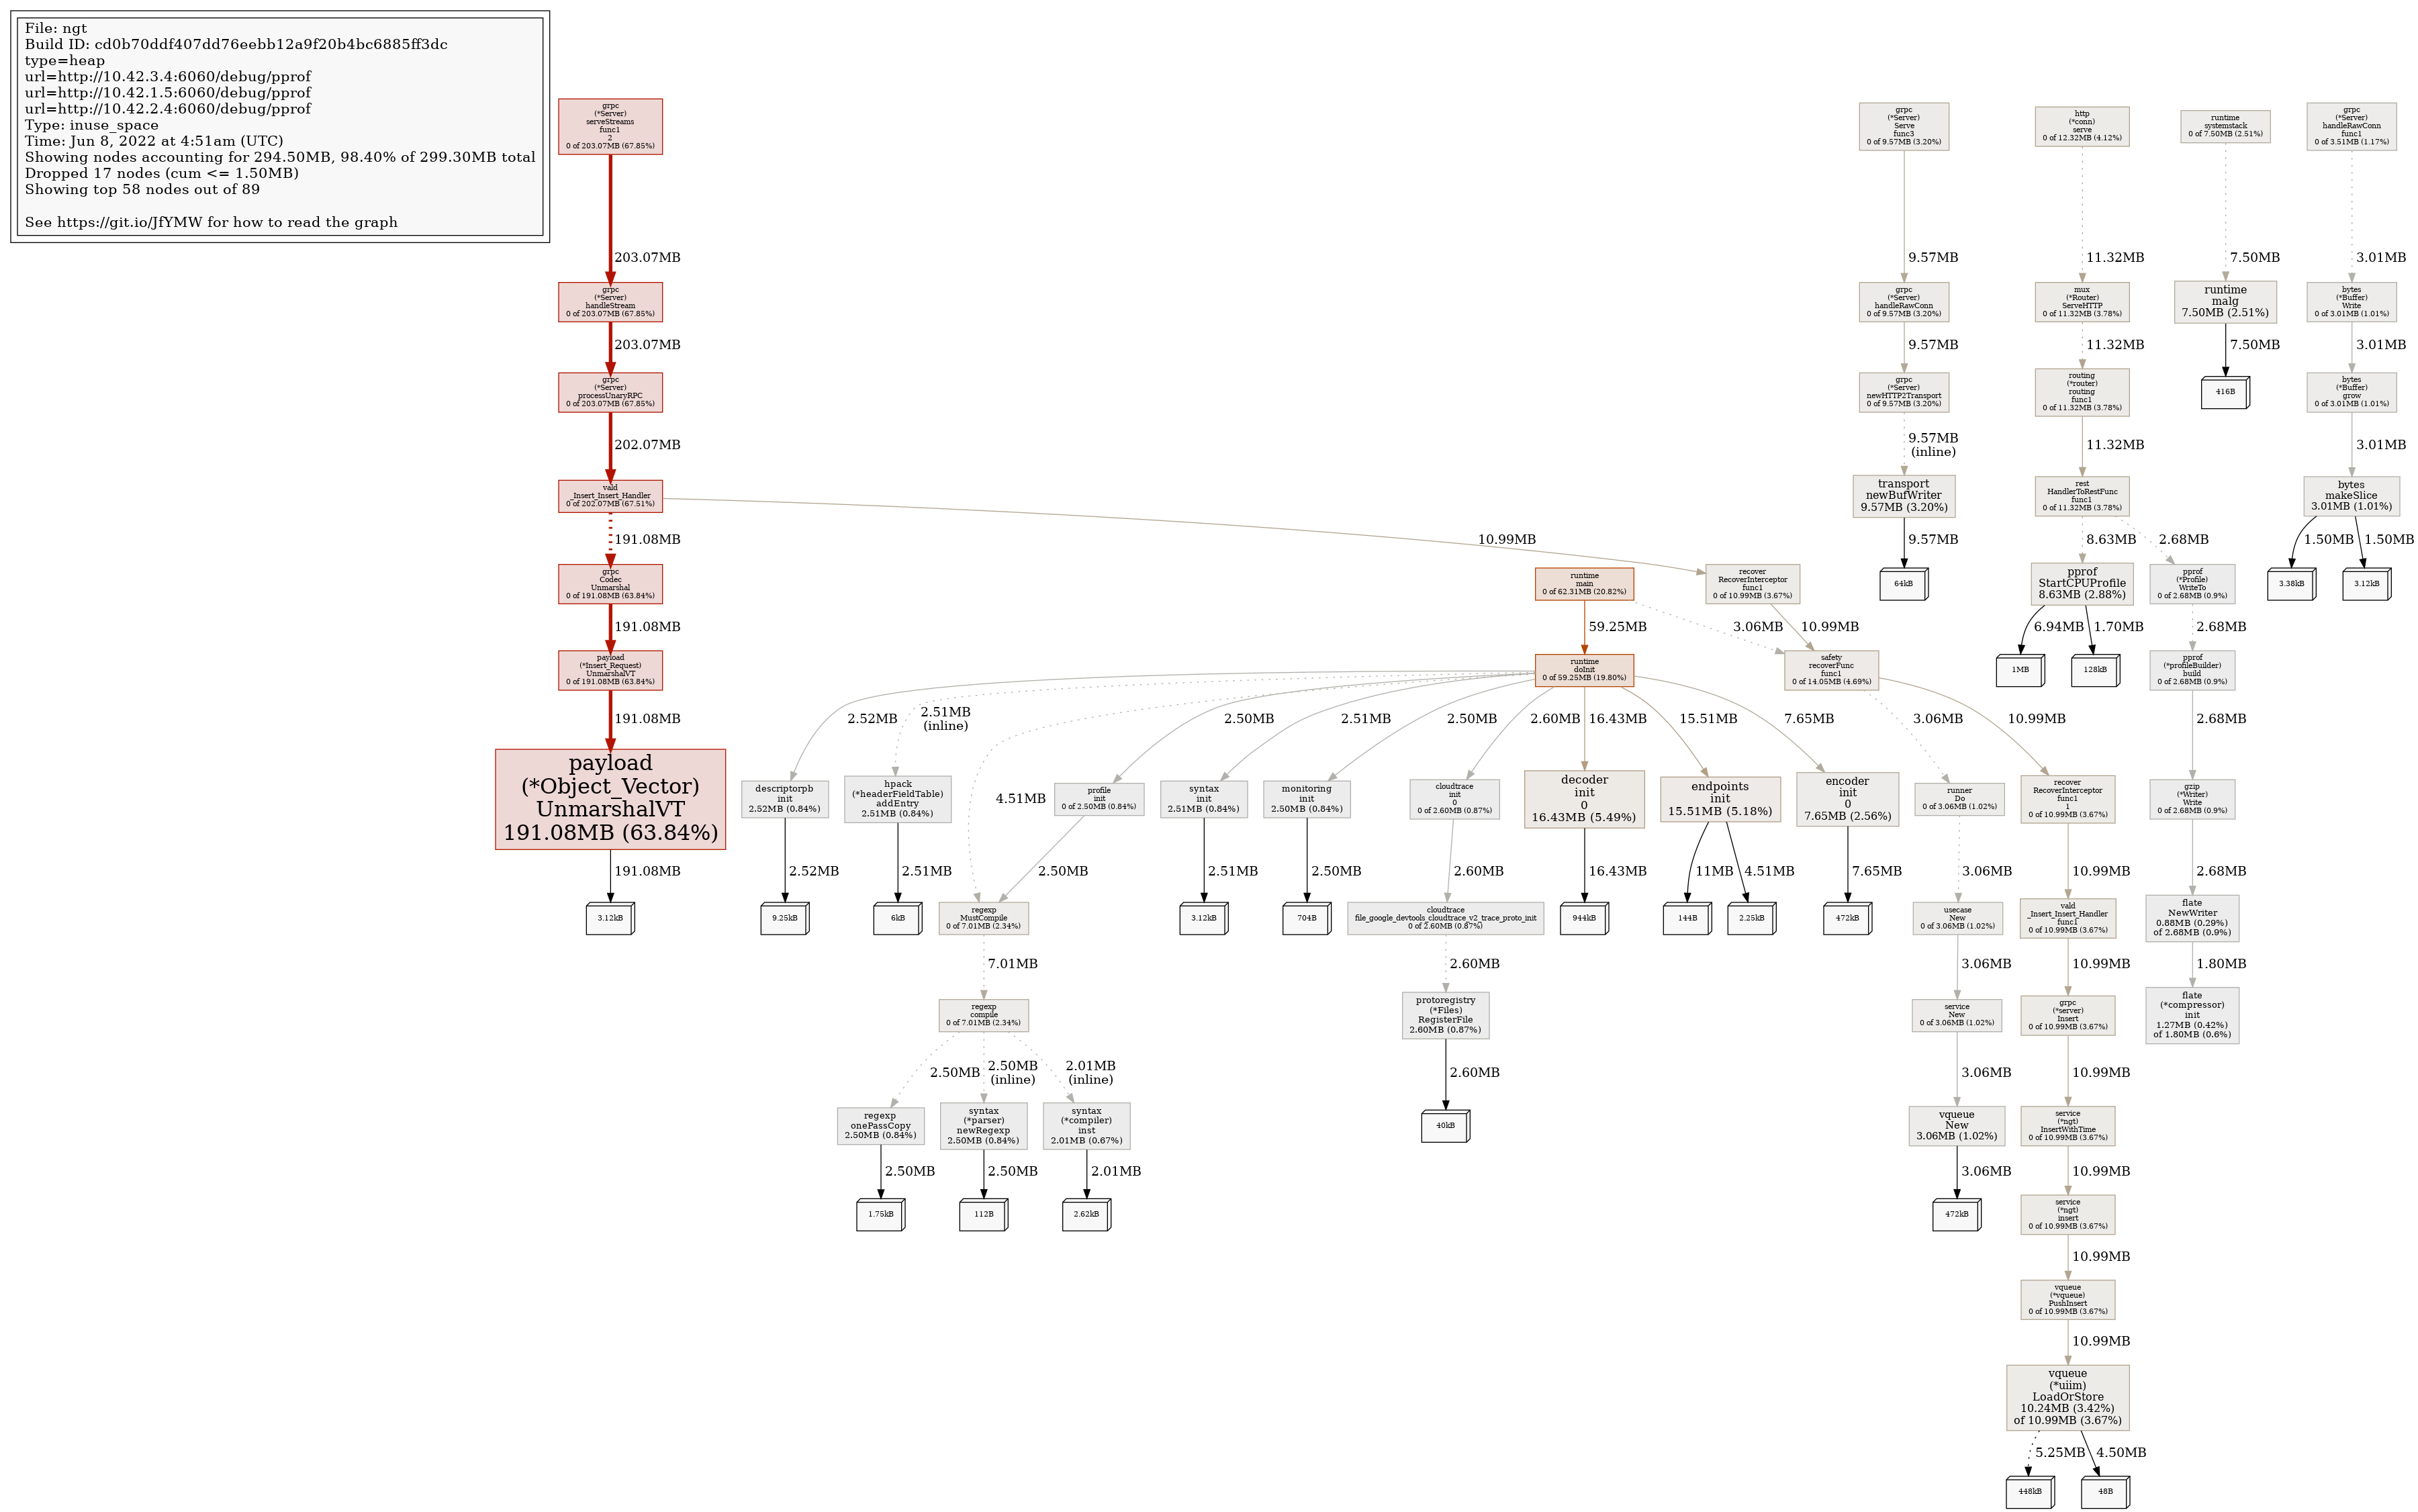 File: ngt
Build ID: cd0b70ddf407dd76eebb12a9f20b4bc6885ff3dc
type=heap
url=http://10.42.3.4:6060/debug/pprof
url=http://10.42.1.5:6060/debug/pprof
url=http://10.42.2.4:6060/debug/pprof
Type: inuse_space
Time: Jun 8, 2022 at 4:51am (UTC)
Showing nodes accounting for 294.50MB, 98.40% of 299.30MB total
Dropped 17 nodes (cum <= 1.50MB)
Showing top 58 nodes out of 89
See https://git.io/JfYMW for how to read the graph
grpc
(*Server)
serveStreams
func1
2
0 of 203.07MB (67.85%)
203.07MB
grpc
(*Server)
handleStream
0 of 203.07MB (67.85%)
203.07MB
grpc
(*Server)
processUnaryRPC
0 of 203.07MB (67.85%)
202.07MB
vald
_Insert_Insert_Handler
0 of 202.07MB (67.51%)
191.08MB
10.99MB
grpc
Codec
Unmarshal
0 of 191.08MB (63.84%)
191.08MB
payload
(*Insert_Request)
UnmarshalVT
0 of 191.08MB (63.84%)
191.08MB
payload
(*Object_Vector)
UnmarshalVT
191.08MB (63.84%)
191.08MB
3.12kB
runtime
main
0 of 62.31MB (20.82%)
59.25MB
3.06MB
runtime
doInit
0 of 59.25MB (19.80%)
2.52MB
2.51MB
(inline)
4.51MB
2.50MB
2.51MB
2.50MB
2.60MB
16.43MB
15.51MB
7.65MB
descriptorpb
init
2.52MB (0.84%)
2.52MB
9.25kB
hpack
(*headerFieldTable)
addEntry
2.51MB (0.84%)
2.51MB
6kB
profile
init
0 of 2.50MB (0.84%)
2.50MB
regexp
MustCompile
0 of 7.01MB (2.34%)
7.01MB
regexp
compile
0 of 7.01MB (2.34%)
2.50MB
2.50MB
(inline)
2.01MB
(inline)
regexp
onePassCopy
2.50MB (0.84%)
2.50MB
1.75kB
syntax
(*parser)
newRegexp
2.50MB (0.84%)
2.50MB
112B
syntax
(*compiler)
inst
2.01MB (0.67%)
2.01MB
2.62kB
syntax
init
2.51MB (0.84%)
2.51MB
3.12kB
monitoring
init
2.50MB (0.84%)
2.50MB
704B
cloudtrace
init
0
0 of 2.60MB (0.87%)
2.60MB
cloudtrace
file_google_devtools_cloudtrace_v2_trace_proto_init
0 of 2.60MB (0.87%)
2.60MB
protoregistry
(*Files)
RegisterFile
2.60MB (0.87%)
2.60MB
40kB
decoder
init
0
16.43MB (5.49%)
16.43MB
944kB
endpoints
init
15.51MB (5.18%)
11MB
4.51MB
144B
2.25kB
encoder
init
0
7.65MB (2.56%)
7.65MB
472kB
recover
RecoverInterceptor
func1
0 of 10.99MB (3.67%)
10.99MB
safety
recoverFunc
func1
0 of 14.05MB (4.69%)
3.06MB
10.99MB
runner
Do
0 of 3.06MB (1.02%)
3.06MB
usecase
New
0 of 3.06MB (1.02%)
3.06MB
service
New
0 of 3.06MB (1.02%)
3.06MB
vqueue
New
3.06MB (1.02%)
3.06MB
472kB
recover
RecoverInterceptor
func1
1
0 of 10.99MB (3.67%)
10.99MB
vald
_Insert_Insert_Handler
func1
0 of 10.99MB (3.67%)
10.99MB
grpc
(*server)
Insert
0 of 10.99MB (3.67%)
10.99MB
service
(*ngt)
InsertWithTime
0 of 10.99MB (3.67%)
10.99MB
service
(*ngt)
insert
0 of 10.99MB (3.67%)
10.99MB
vqueue
(*vqueue)
PushInsert
0 of 10.99MB (3.67%)
10.99MB
vqueue
(*uiim)
LoadOrStore
10.24MB (3.42%)
of 10.99MB (3.67%)
5.25MB
4.50MB
448kB
48B
grpc
(*Server)
Serve
func3
0 of 9.57MB (3.20%)
9.57MB
grpc
(*Server)
handleRawConn
0 of 9.57MB (3.20%)
9.57MB
grpc
(*Server)
newHTTP2Transport
0 of 9.57MB (3.20%)
9.57MB
(inline)
transport
newBufWriter
9.57MB (3.20%)
9.57MB
64kB
http
(*conn)
serve
0 of 12.32MB (4.12%)
11.32MB
mux
(*Router)
ServeHTTP
0 of 11.32MB (3.78%)
11.32MB
routing
(*router)
routing
func1
0 of 11.32MB (3.78%)
11.32MB
rest
HandlerToRestFunc
func1
0 of 11.32MB (3.78%)
8.63MB
2.68MB
pprof
StartCPUProfile
8.63MB (2.88%)
6.94MB
1.70MB
1MB
128kB
pprof
(*Profile)
WriteTo
0 of 2.68MB (0.9%)
2.68MB
pprof
(*profileBuilder)
build
0 of 2.68MB (0.9%)
2.68MB
gzip
(*Writer)
Write
0 of 2.68MB (0.9%)
2.68MB
flate
NewWriter
0.88MB (0.29%)
of 2.68MB (0.9%)
1.80MB
flate
(*compressor)
init
1.27MB (0.42%)
of 1.80MB (0.6%)
runtime
systemstack
0 of 7.50MB (2.51%)
7.50MB
runtime
malg
7.50MB (2.51%)
7.50MB
416B
grpc
(*Server)
handleRawConn
func1
0 of 3.51MB (1.17%)
3.01MB
bytes
(*Buffer)
Write
0 of 3.01MB (1.01%)
3.01MB
bytes
(*Buffer)
grow
0 of 3.01MB (1.01%)
3.01MB
bytes
makeSlice
3.01MB (1.01%)
1.50MB
1.50MB
3.38kB
3.12kB